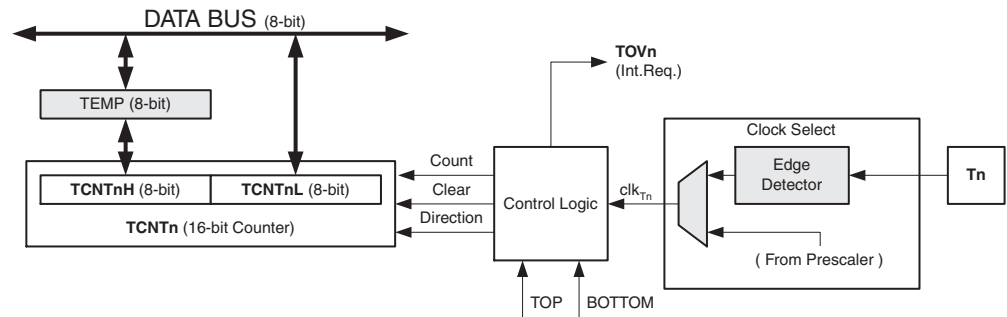 DATA BUS (8-bit)
TOVn
(Int.Req.)
TEMP (8-bit)
Clock Select
Count
Edge
Detector
Tn
TCNTnH (8-bit) TCNTnL (8-bit)
Clear
Control Logic
clkTn
TCNTn (16-bit Counter)
Direction
( From Prescaler )
TOP
BOTTOM